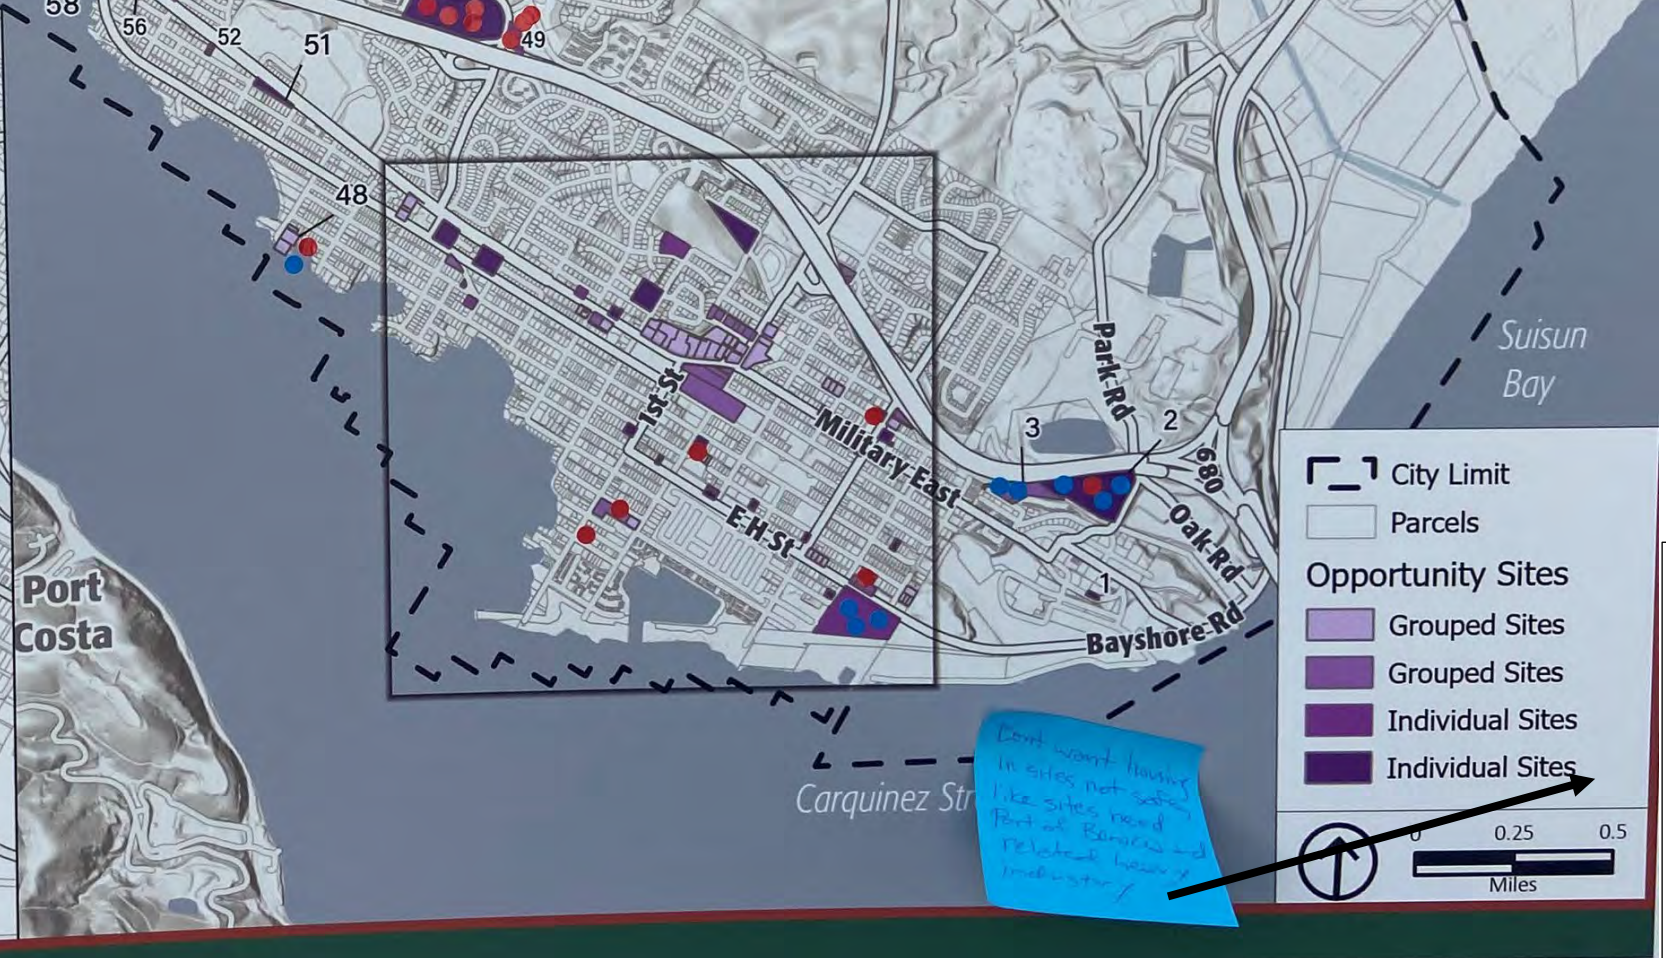 58
56
52
51
49
48
1st St
Military East
E H St
Park Rd
3
2
680
Oak Rd
1
Bayshore Rd
Suisun
Bay
Port
Costa
Carquinez Str
Dont want housing
in sites not safe
like sites need
Port of Benicia and
related heavy
industry
City Limit
Parcels
Opportunity Sites
Grouped Sites
Grouped Sites
Individual Sites
Individual Sites
0 0.25 0.5
Miles